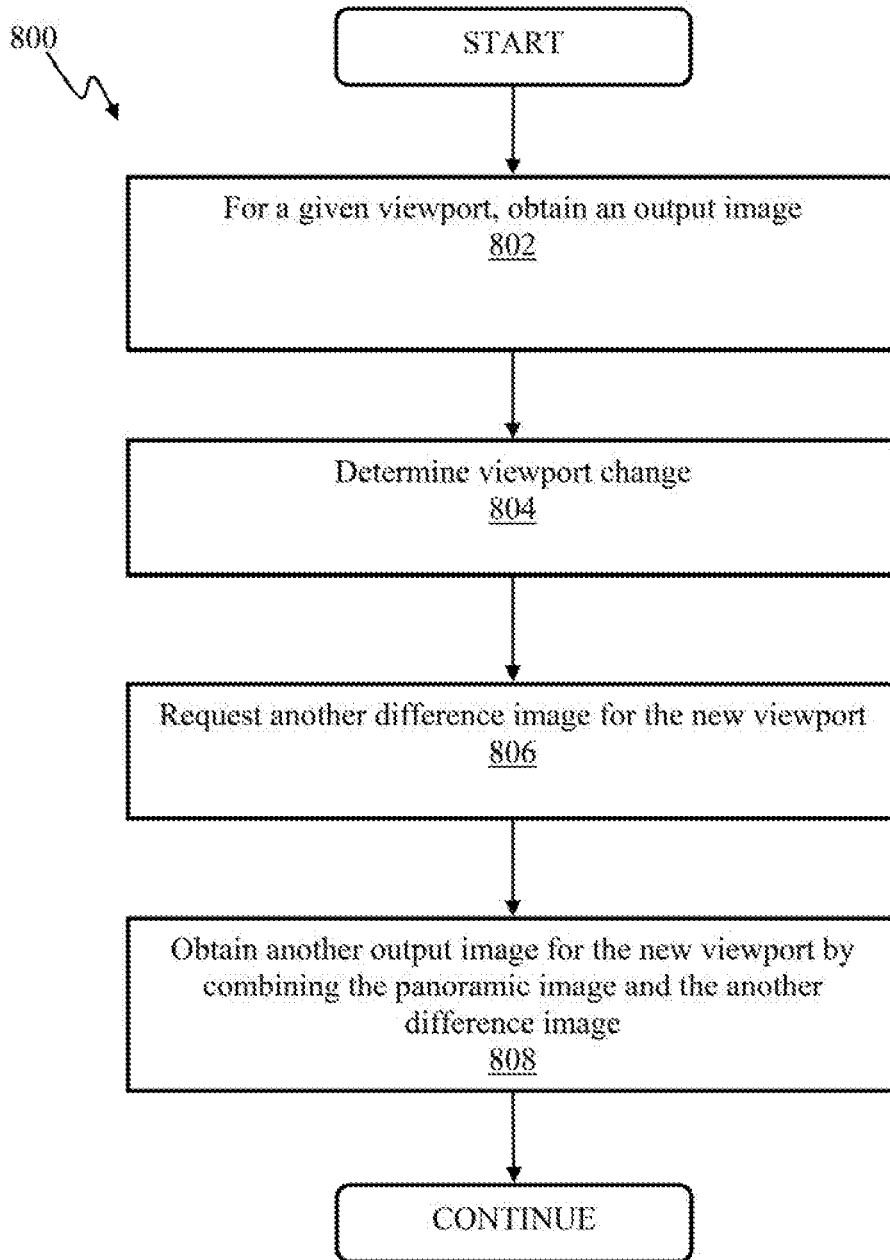 800
START
For a given viewport, obtain an output image
802
Determine viewport change
804
Request another difference image for the new viewport
806
Obtain another output image for the new viewport by
combining the panoramic image and the another
difference image
808
CONTINUE